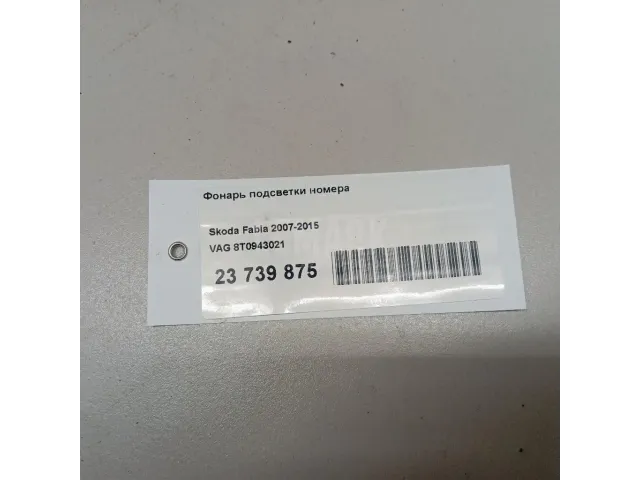 Фонарь подсветки номера
Skoda Fabia 2007-2015
VAG 8T0943021
23 739 875